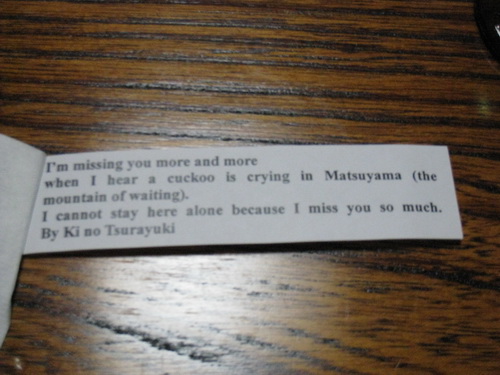 I'm missing you more and more
when I hear a cuckoo is crying in Matsuyama (the
mountain of waiting).
I cannot stay here alone because I miss you so much.
By Ki no Tsurayuki